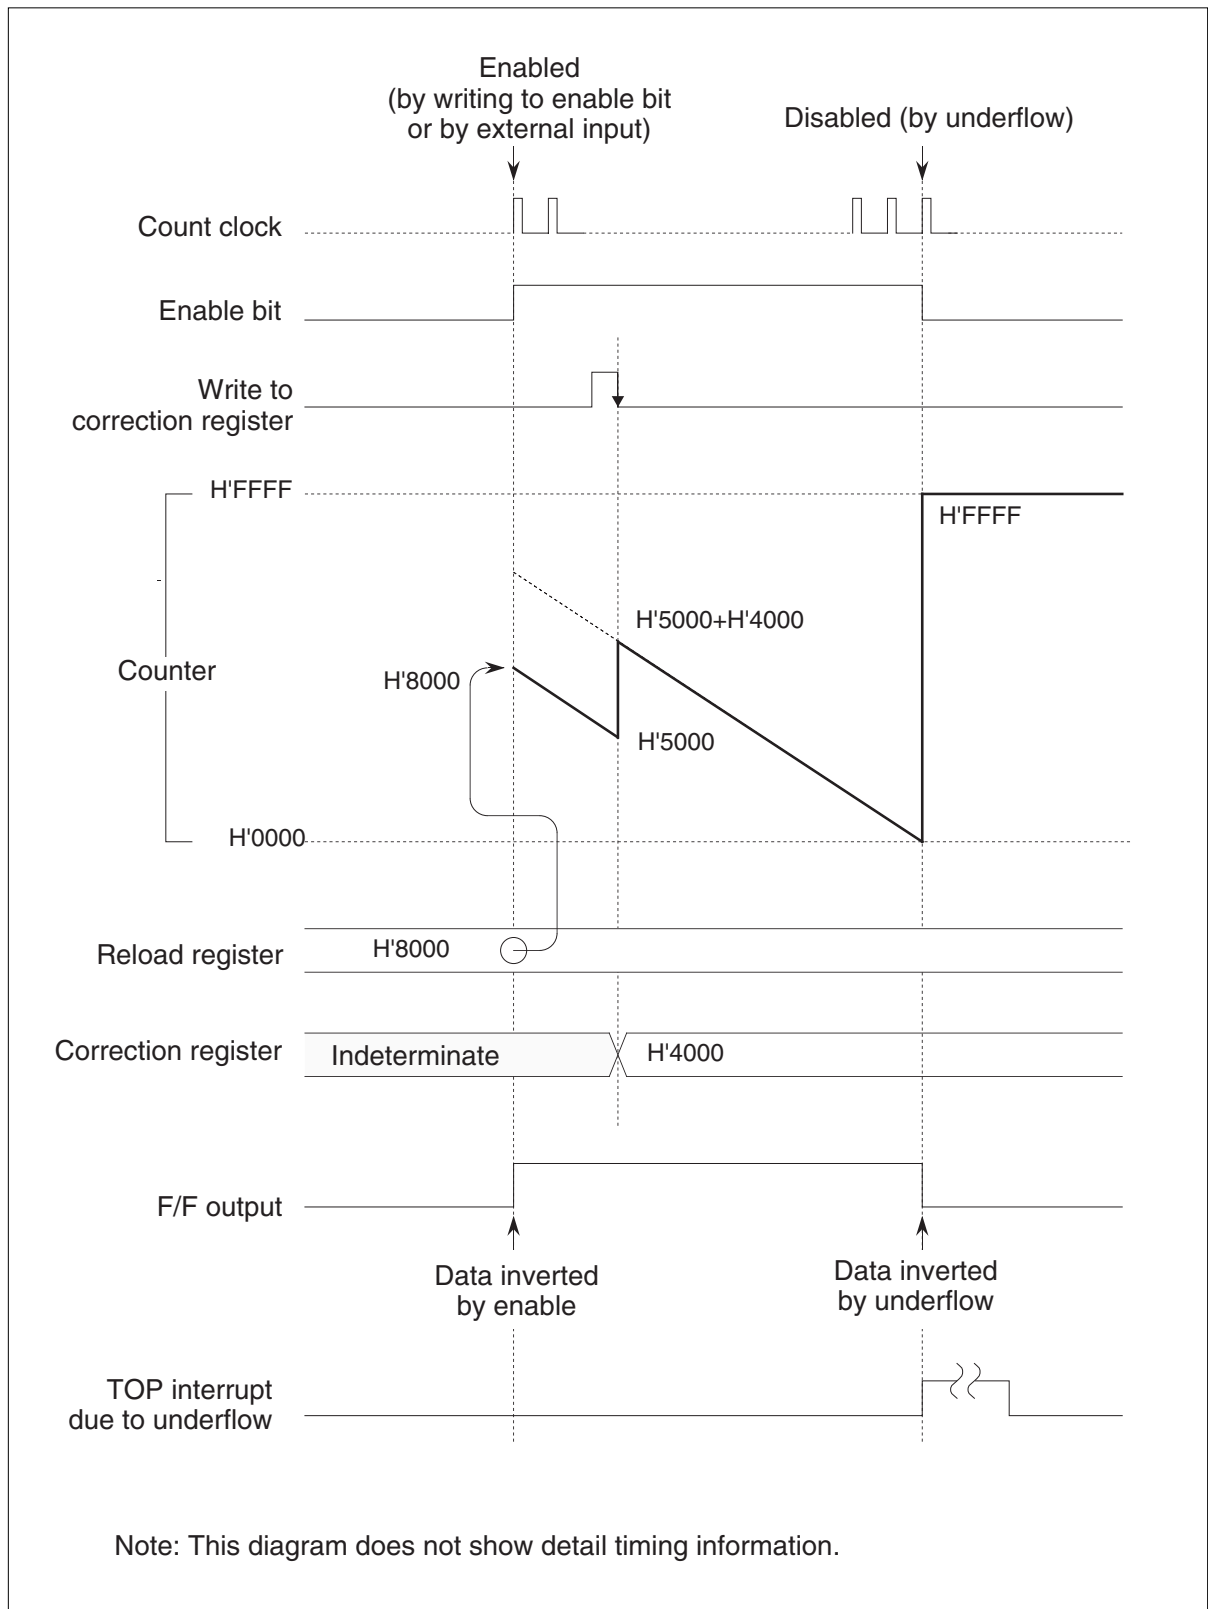 Enabled
(by writing to enable bit
or by external input)
Disabled (by underflow)
Count clock
Enable bit
Write to
correction register
H'FFFF
H'FFFF
H'5000+H'4000
Counter
H'8000
H'5000
H'0000
Reload register
H'8000
Correction register
Indeterminate
H'4000
F/F output
Data inverted
by enable
Data inverted
by underflow
TOP interrupt
due to underflow
Note: This diagram does not show detail timing information.